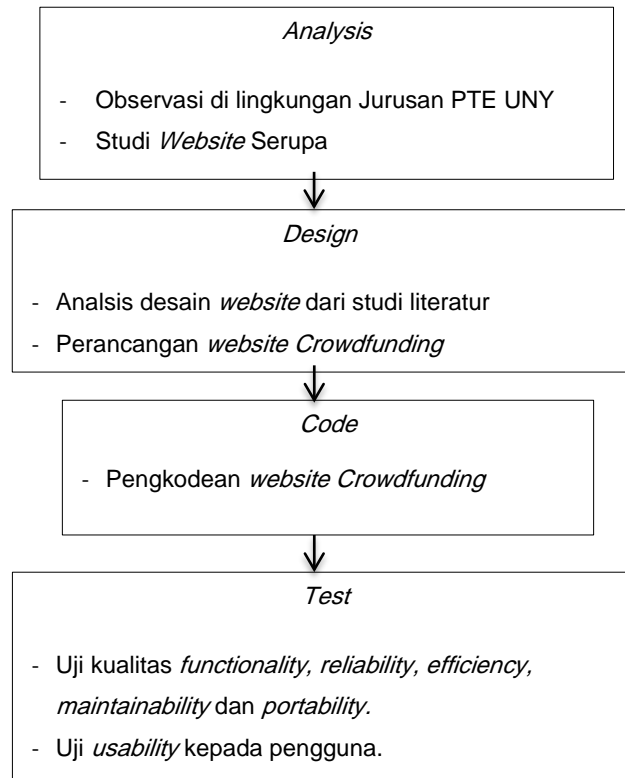 Analysis
- Observasi di lingkungan Jurusan PTE UNY
- Studi Website Serupa
Design
- Analsis desain website dari studi literatur
- Perancangan website Crowdfunding
Code
- Pengkodean website Crowdfunding
Test
- Uji kualitas functionality, reliability, efficiency,
maintainability dan portability.
- Uji usability kepada pengguna.